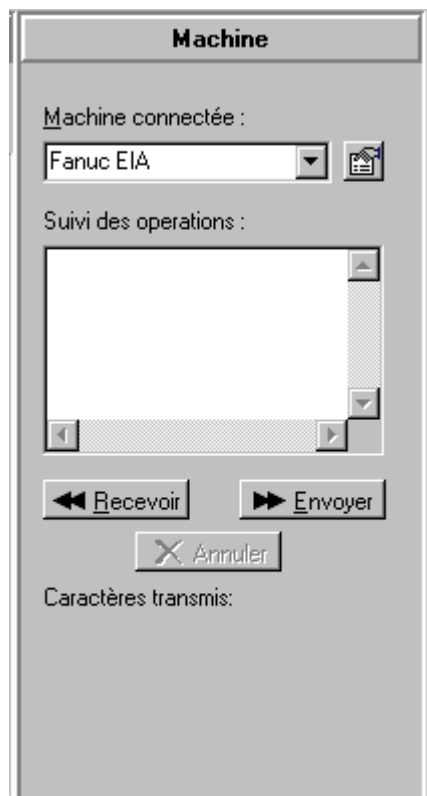 Machine
Machine connectée :
Fanuc EIA
Suivi des operations :
Recevoir
Envoyer
Annuler
Caractères transmis: